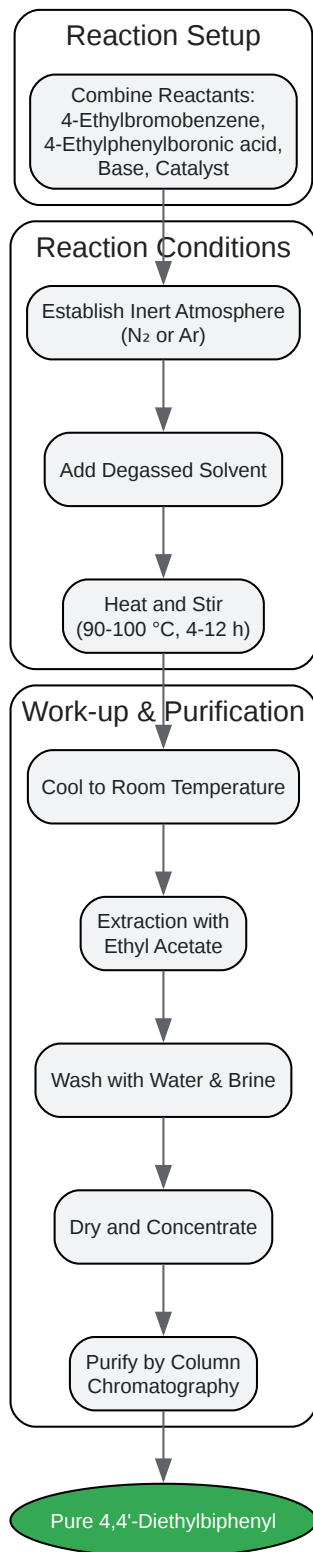 Reaction Setup
Combine Reactants:
4-Ethylbromobenzene,
4-Ethylphenylboronic acid,
Base, Catalyst
Reaction Conditions
Establish Inert Atmosphere
(N₂ or Ar)
Add Degassed Solvent
Heat and Stir
(90-100 °C, 4-12 h)
Work-up & Purification
Cool to Room Temperature
Extraction with
Ethyl Acetate
Wash with Water & Brine
Dry and Concentrate
Purify by Column
Chromatography
Pure 4,4'-Diethylbiphenyl